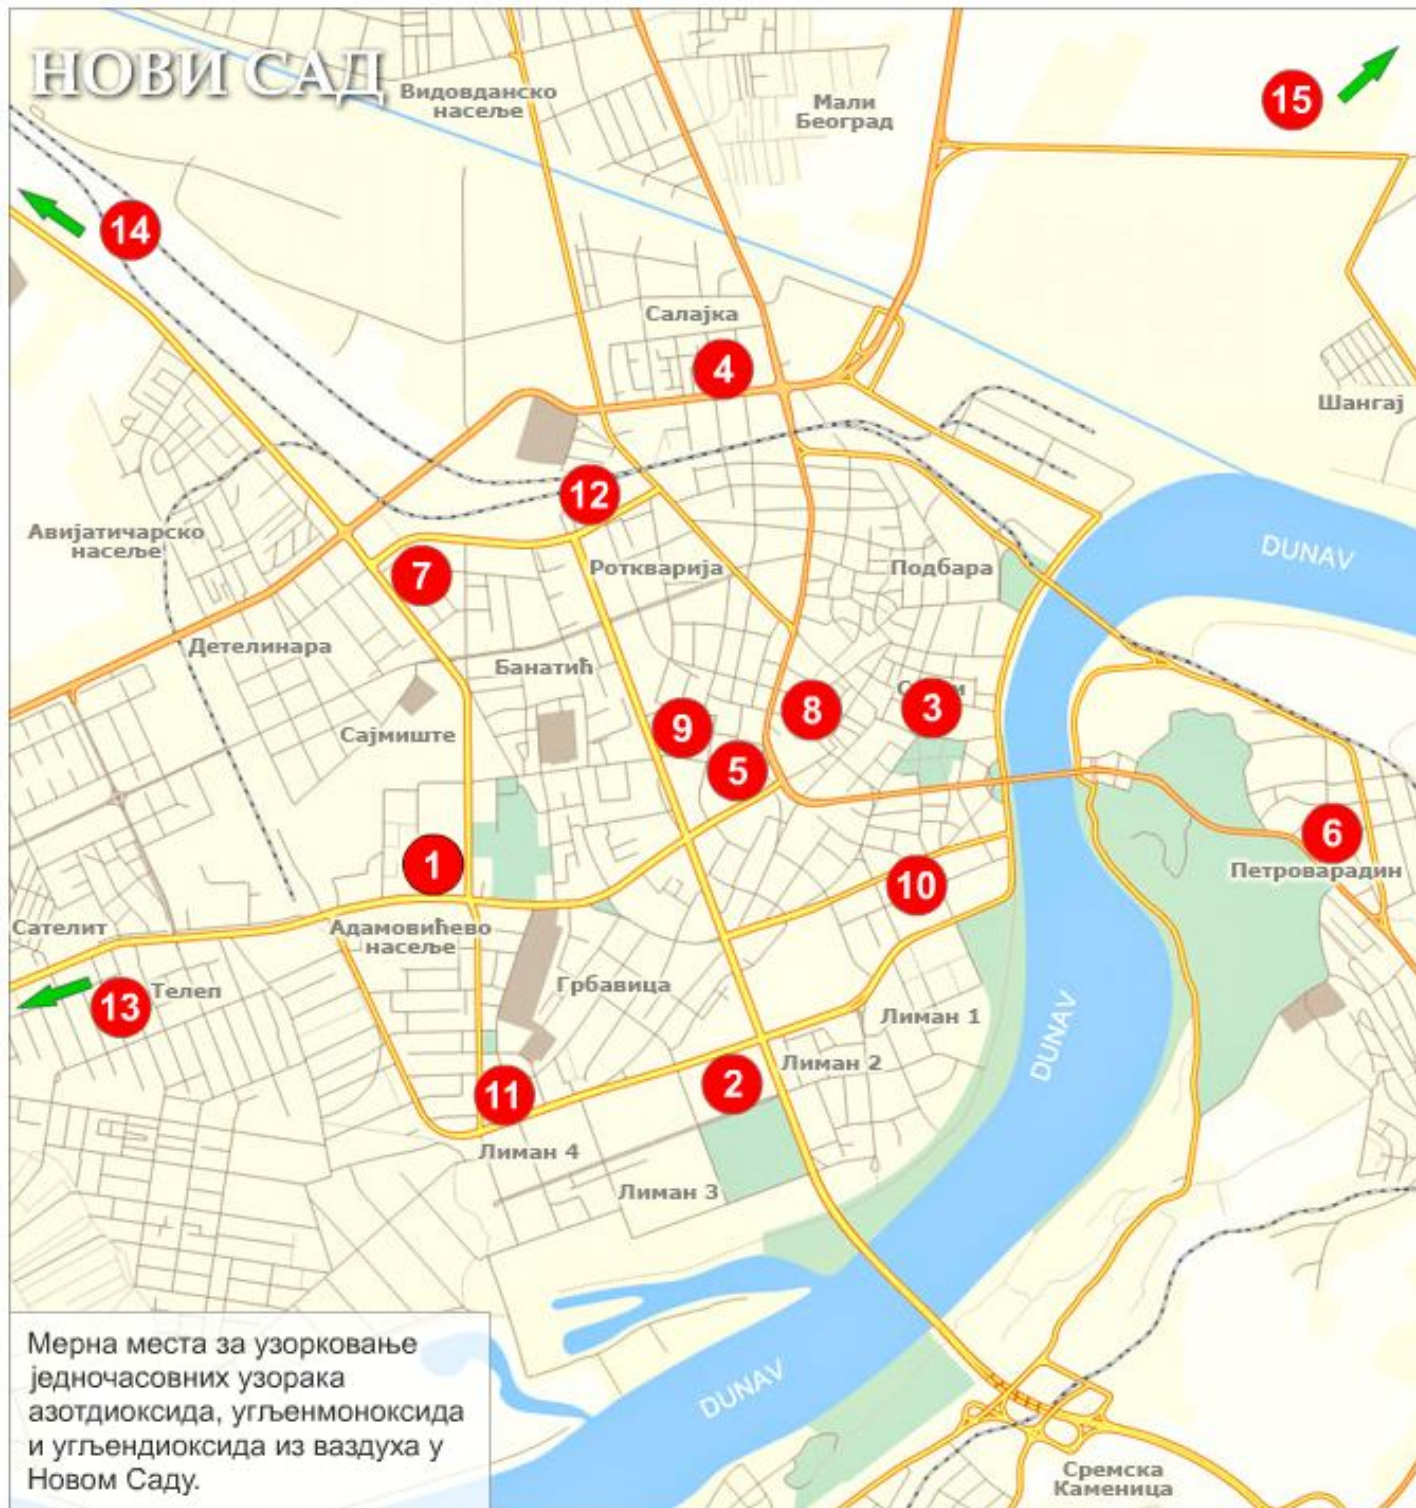 НОВИ САД
Видовданско
насеље
Мали
Београд
15
14
Салајка
4
Шангај
12
Авијатичарско
насеље
7
Роткварија
Подбара
DUNAV
Детелинара
Банатић
Сајмиште
9
8
3
5
6
Петроварадин
1
10
Сателит
Адамовићево
насеље
Грбавица
13
Телеп
Лиман 1
DUNAV
Лиман 2
2
11
Лиман 4
Лиман 3
DUNAV
Мерна места за узорковање
једночасовних узорака
азотдиоксида, угљенмоноксида
и угљендиоксида из ваздуха у
Новом Саду.
Сремска
Каменица